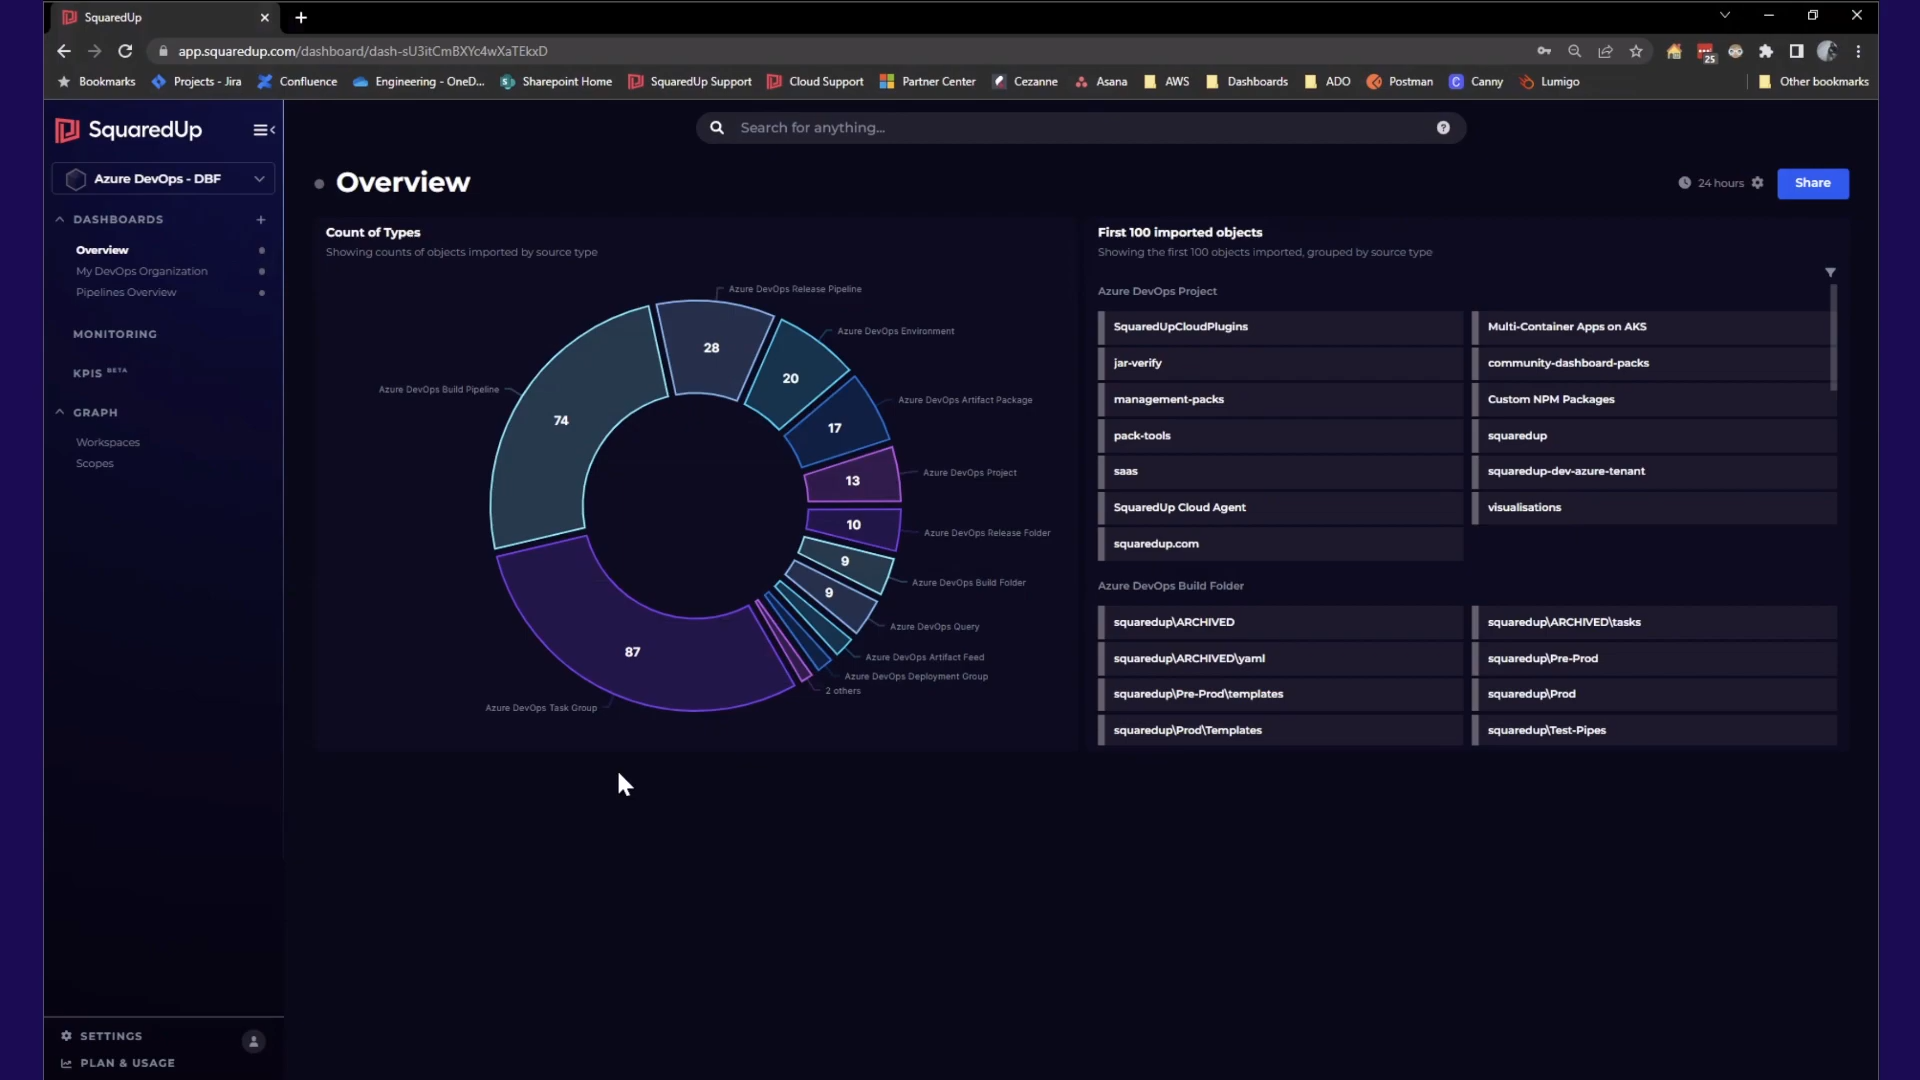 SquaredUp
app.squaredup.com/dashboard/dash-sU3itCmBXYc4wXaTEkxD
25
Bookmarks
Projects - Jira
Confluence
Engineering - OneD...
Sharepoint Home
SquaredUp Support
Cloud Support
Partner Center
Cezanne
Asana
AWS
Dashboards
ADO
Postman
Canny
Lumigo
Other bookmarks
SquaredUp
Search for anything...
Azure DevOps - DBF
DASHBOARDS
Overview
My DevOps Organization
Pipelines Overview
MONITORING
KPIS BETA
GRAPH
Workspaces
Scopes
SETTINGS
PLAN & USAGE
Overview
24 hours
Share
Count of Types
Showing counts of objects imported by source type
Azure DevOps Release Pipeline
28
Azure DevOps Environment
20
Azure DevOps Artifact Package
17
Azure DevOps Project
13
Azure DevOps Release Folder
10
Azure DevOps Build Folder
9
Azure DevOps Query
9
Azure DevOps Artifact Feed
Azure DevOps Deployment Group
2 others
Azure DevOps Task Group
87
Azure DevOps Build Pipeline
74
First 100 imported objects
Showing the first 100 objects imported, grouped by source type
Azure DevOps Project
SquaredUpCloudPlugins
Multi-Container Apps on AKS
jar-verify
community-dashboard-packs
management-packs
Custom NPM Packages
pack-tools
squaredup
saas
squaredup-dev-azure-tenant
SquaredUp Cloud Agent
visualisations
squaredup.com
Azure DevOps Build Folder
squaredup\ARCHIVED
squaredup\ARCHIVED\tasks
squaredup\ARCHIVED\yaml
squaredup\Pre-Prod
squaredup\Pre-Prod\templates
squaredup\Prod
squaredup\Prod\Templates
squaredup\Test-Pipes